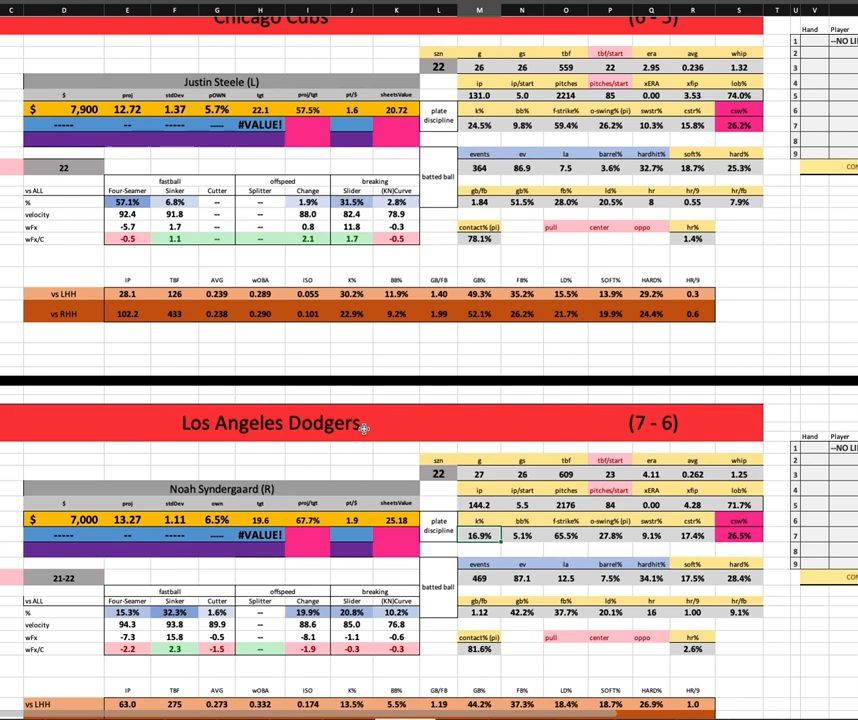 C D E F G H I J K L M N O P Q R S T U V W
Chicago Cubs (6 - 5)
Hand Player
szn g gs tbf tbf/start era avg whip
1 --NO LI
22 26 26 559 22 2.95 0.236 1.32
2
3
Justin Steele (L) ip ip/start pitches pitches/start xERA xfip lob%
4
$ proj stdDev pOWN tgt proj/tgt pt/$ sheetsValue 131.0 5.0 2214 85 0.00 3.53 74.0%
5
$ 7,900 12.72 1.37 5.7% 22.1 57.5% 1.6 20.72 plate discipline k% bb% f-strike% o-swing% (pi) swstr% cstr% csw%
6
----- -- ---- ---- #VALUE! 24.5% 9.8% 59.4% 26.2% 10.3% 15.8% 26.2%
7
8
batted ball events ev la barrel% hardhit% soft% hard%
9
22 364 86.9 7.5 3.6% 32.7% 18.7% 25.3%
CON
fastball offspeed breaking
vs ALL Four-Seamer Sinker Cutter Splitter Change Slider (KN)Curve gb/fb gb% fb% ld% hr hr/9 hr/fb
% 57.1% 6.8% -- -- 1.9% 31.5% 2.8% 1.84 51.5% 28.0% 20.5% 8 0.55 7.9%
velocity 92.4 91.8 -- -- 88.0 82.4 78.9
wFx -5.7 1.7 -- -- 0.8 11.8 -0.3 contact% (pi) pull center oppo hr%
wFx/C -0.5 1.1 -- -- 2.1 1.7 -0.5 78.1% 1.4%
IP TBF AVG wOBA ISO K% BB% GB/FB GB% FB% LD% SOFT% HARD% HR/9
vs LHH 28.1 126 0.239 0.289 0.055 30.2% 11.9% 1.40 49.3% 35.2% 15.5% 13.9% 29.2% 0.3
vs RHH 102.2 433 0.238 0.290 0.101 22.9% 9.2% 1.99 52.1% 26.2% 21.7% 19.9% 24.4% 0.6
Los Angeles Dodgers (7 - 6)
Hand Player
szn g gs tbf tbf/start era avg whip
1 --NO LI
2
22 27 26 609 23 4.11 0.262 1.25
3
Noah Syndergaard (R) ip ip/start pitches pitches/start xERA xfip lob%
4
$ proj stdDev own tgt proj/tgt pt/$ sheetsValue 144.2 5.5 2176 84 0.00 4.28 71.7%
5
$ 7,000 13.27 1.11 6.5% 19.6 67.7% 1.9 25.18 plate discipline k% bb% f-strike% o-swing% (pi) swstr% cstr% csw%
6
----- -- ---- ---- #VALUE! 16.9% 5.1% 65.5% 27.8% 9.1% 17.4% 26.5%
7
8
batted ball events ev la barrel% hardhit% soft% hard%
9
21-22 469 87.1 12.5 7.5% 34.1% 17.5% 28.4%
CON
fastball offspeed breaking
vs ALL Four-Seamer Sinker Cutter Splitter Change Slider (KN)Curve gb/fb gb% fb% ld% hr hr/9 hr/fb
% 15.3% 32.3% 1.6% -- 19.9% 20.8% 10.2% 1.12 42.2% 37.7% 20.1% 16 1.00 9.1%
velocity 94.3 93.8 89.9 -- 88.6 85.0 76.8
wFx -7.3 15.8 -0.5 -- -8.1 -1.1 -0.6 contact% (pi) pull center oppo hr%
wFx/C -2.2 2.3 -1.5 -- -1.9 -0.3 -0.3 81.6% 2.6%
IP TBF AVG wOBA ISO K% BB% GB/FB GB% FB% LD% SOFT% HARD% HR/9
vs LHH 63.0 275 0.273 0.332 0.174 13.5% 5.5% 1.19 44.2% 37.3% 18.4% 18.7% 26.9% 1.0